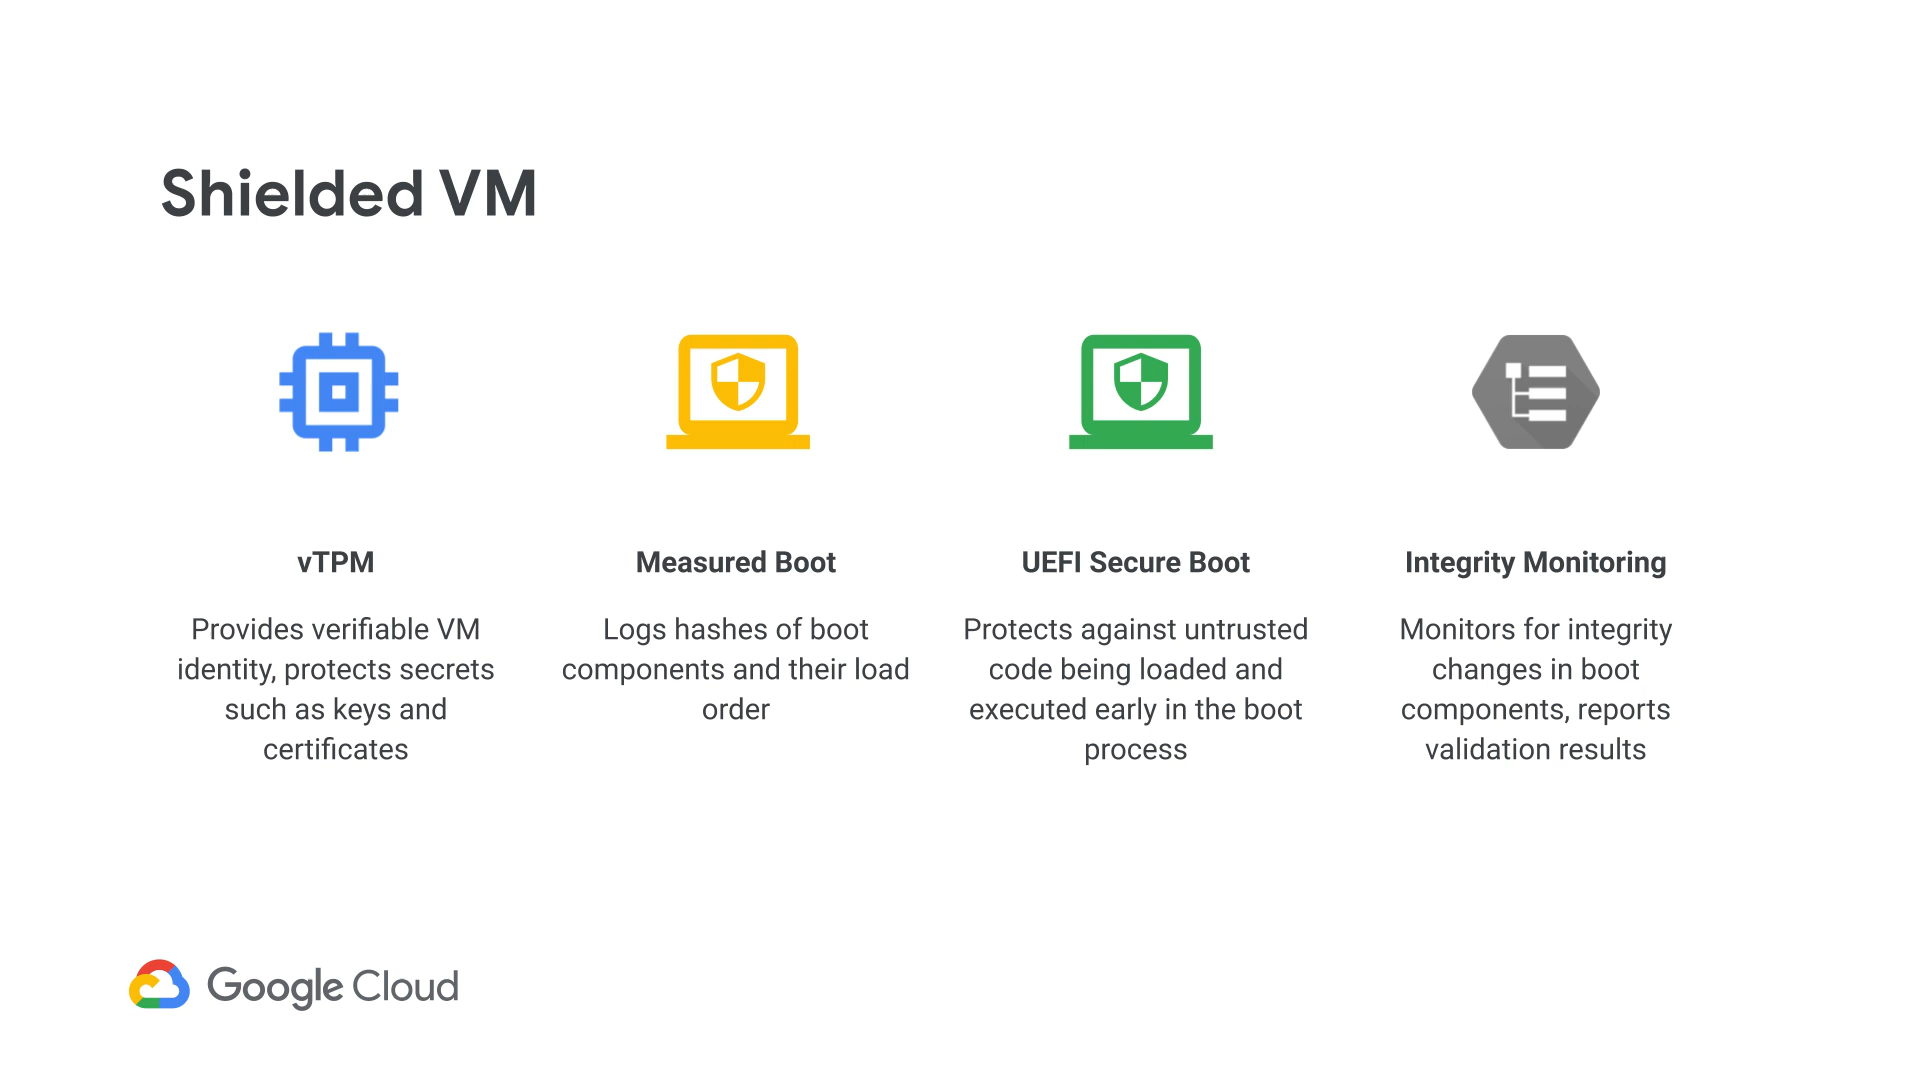 Shielded VM
vTPM
Provides verifiable VM
identity, protects secrets
such as keys and
certificates
Measured Boot
Logs hashes of boot
components and their load
order
UEFI Secure Boot
Protects against untrusted
code being loaded and
executed early in the boot
process
Integrity Monitoring
Monitors for integrity
changes in boot
components, reports
validation results
Google Cloud